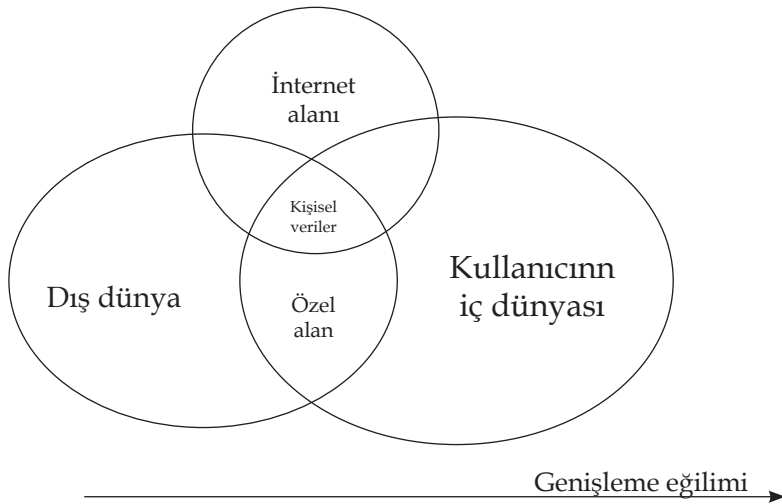 İnternet
alanı
Kişisel
veriler
Dış dünya
Kullanıcınn
iç dünyası
Özel
alan
Genişleme eğilimi